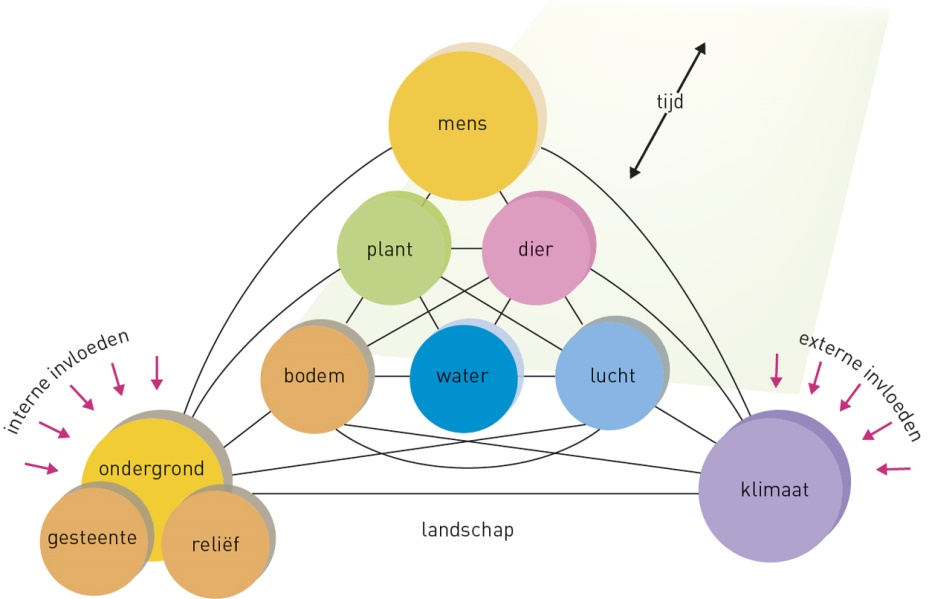 mens
tijd
plant
dier
bodem
water
lucht
interne invloeden
externe invloeden
ondergrond
gesteente
reliëf
klimaat
landschap